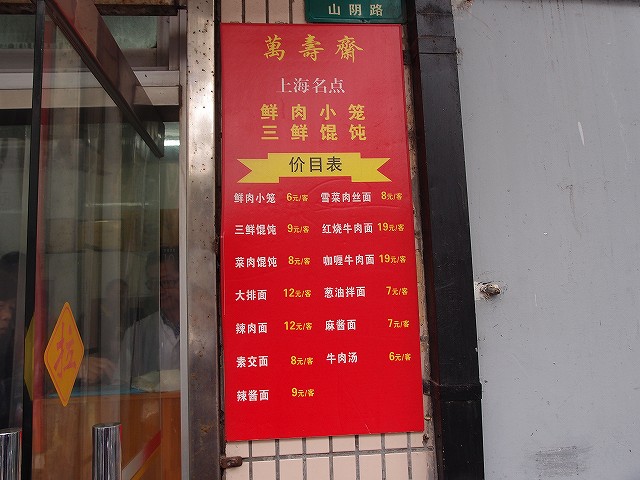 山阴路
萬壽齋
上海名点
鲜肉小笼
三鲜馄饨
价目表
鲜肉小笼 6元/客 雪菜肉丝面 8元/客
三鲜馄饨 9元/客 红烧牛肉面 19元/客
菜肉馄饨 8元/客 咖喱牛肉面 19元/客
大排面 12元/客 葱油拌面 7元/客
辣肉面 12元/客 麻酱面 7元/客
素交面 8元/客 牛肉汤 6元/客
辣酱面 9元/客
拉